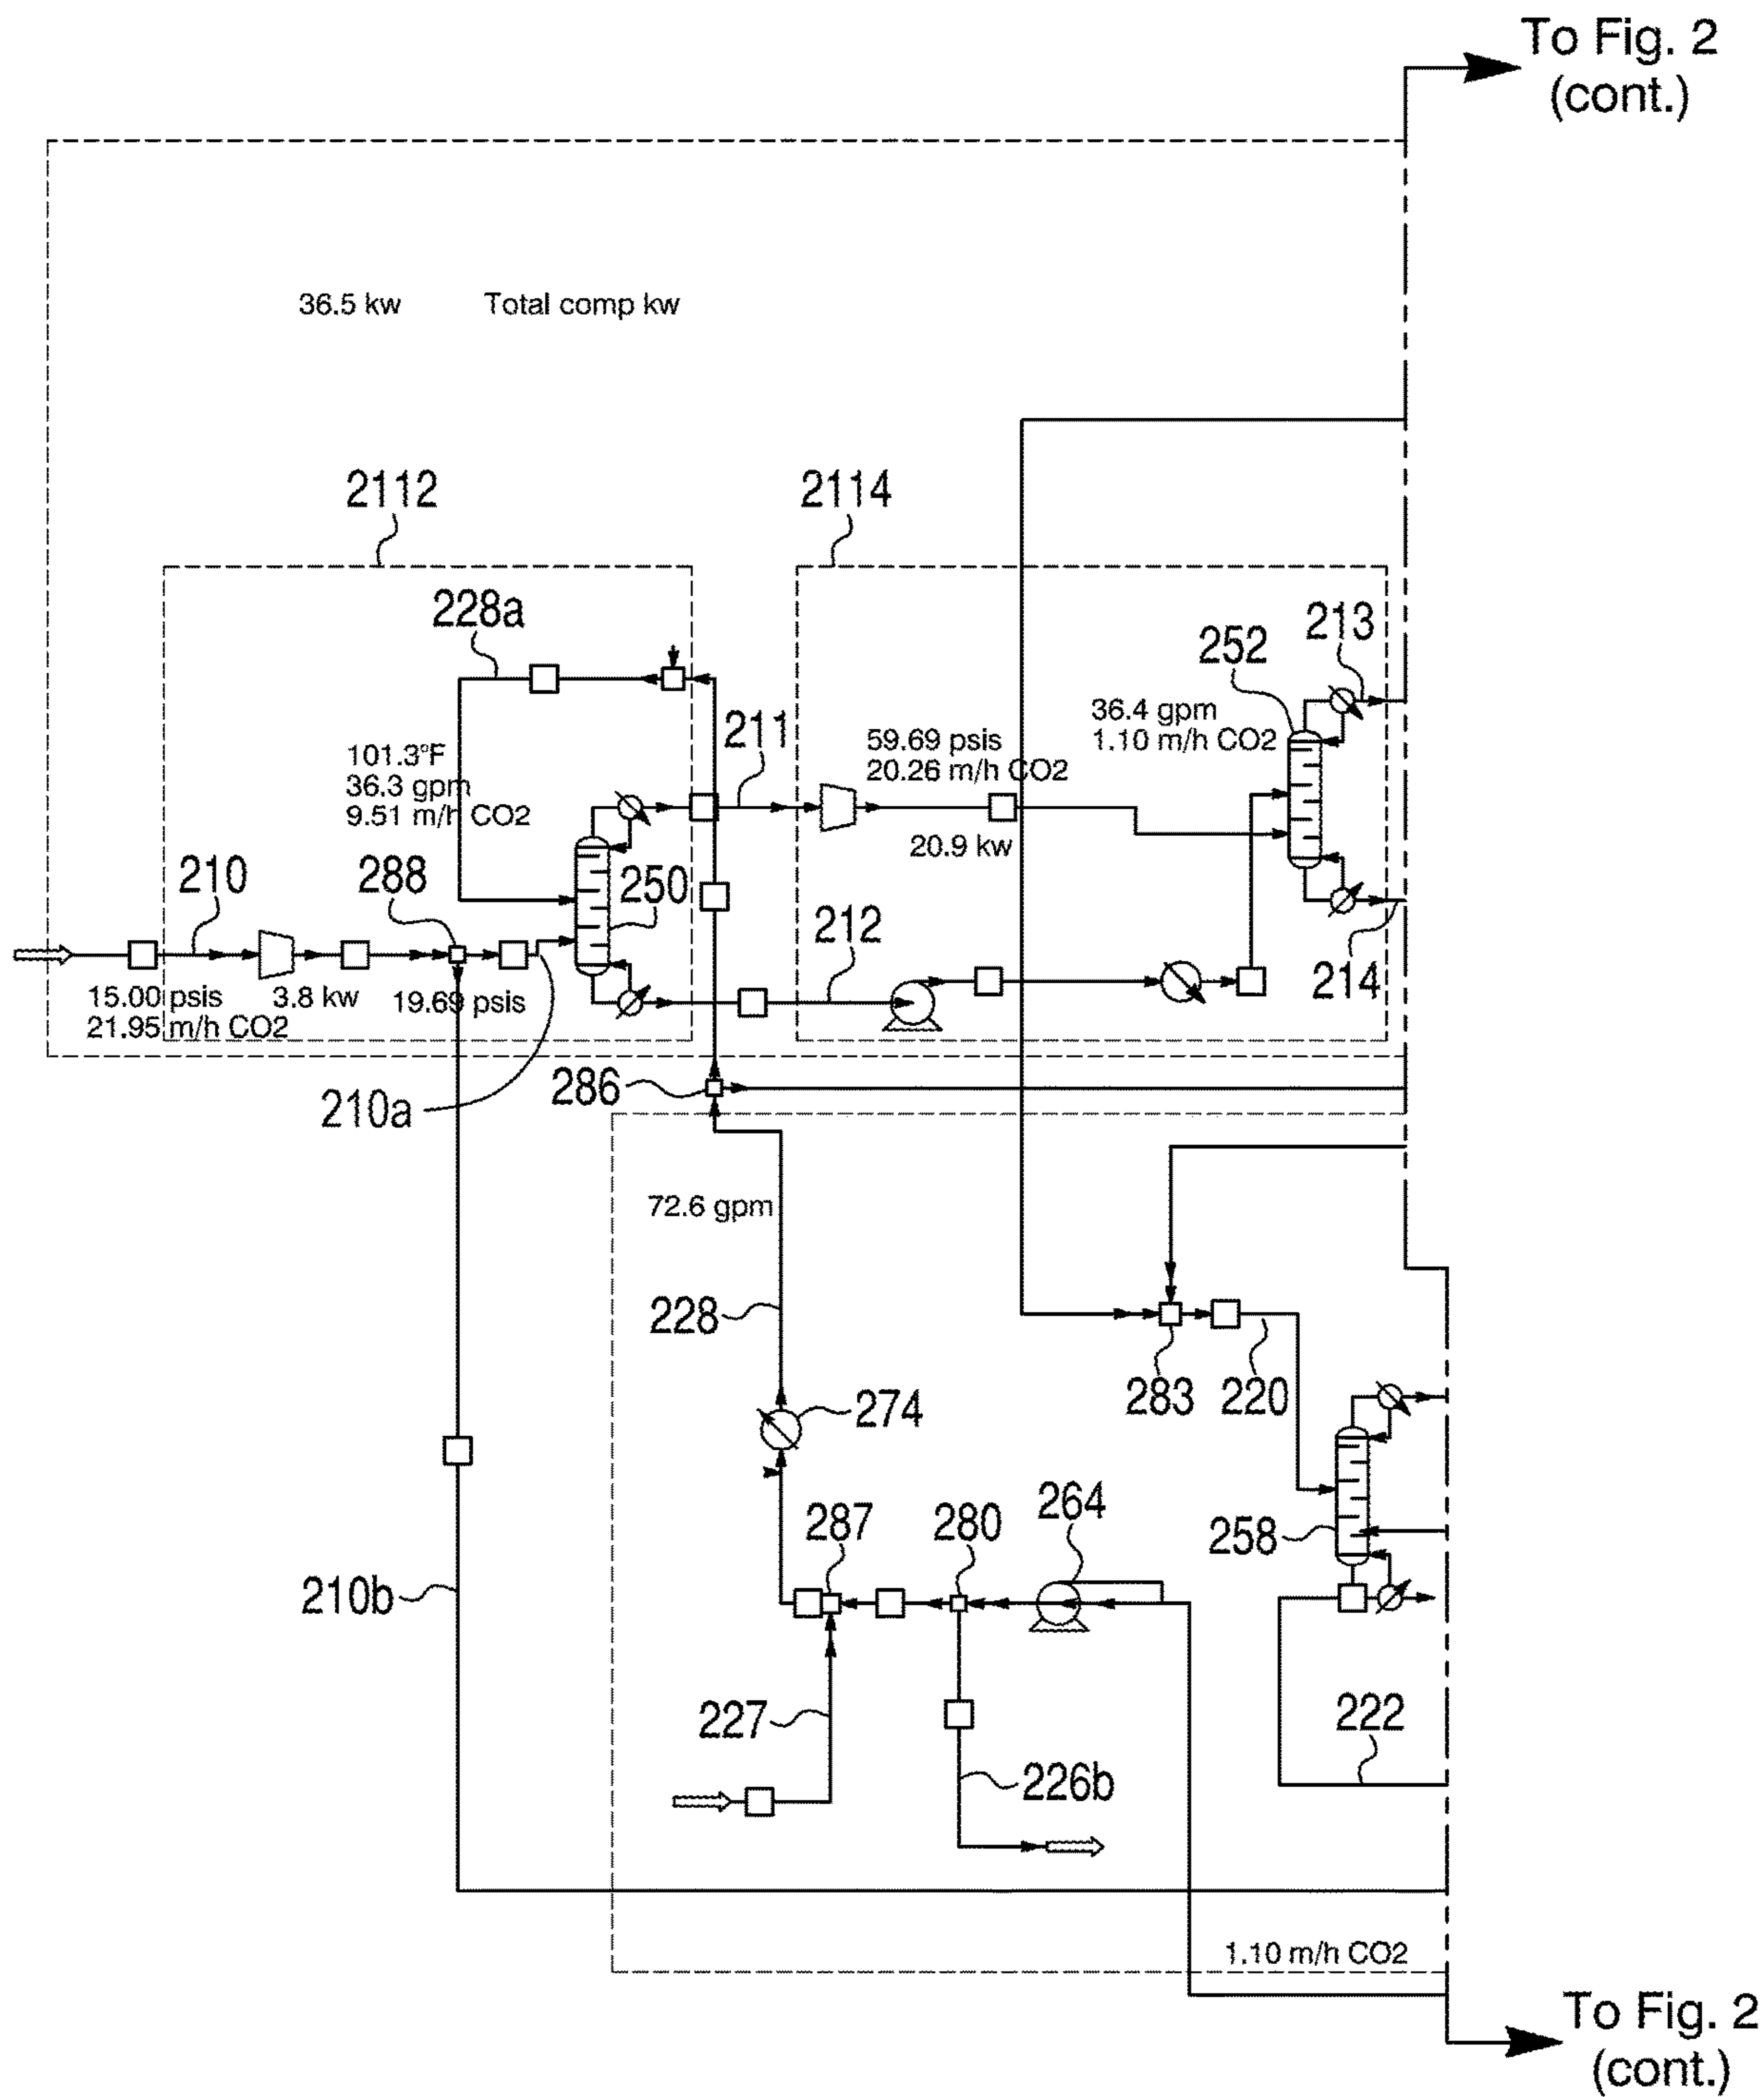 To Fig. 2
(cont.)
36.5 kw Total comp kw
2112
2114
228a
213
252
36.4 gpm
1.10 m/h CO2
211
59.69 psis
20.26 m/h CO2
101.3°F
36.3 gpm
9.51 m/h CO2
20.9 kw
210
288
250
212
214
15.00 psis
21.95 m/h CO2
3.8 kw
19.69 psis
286
210a
72.6 gpm
228
283
220
274
287
280
264
258
210b
227
222
226b
1.10 m/h CO2
To Fig. 2
(cont.)